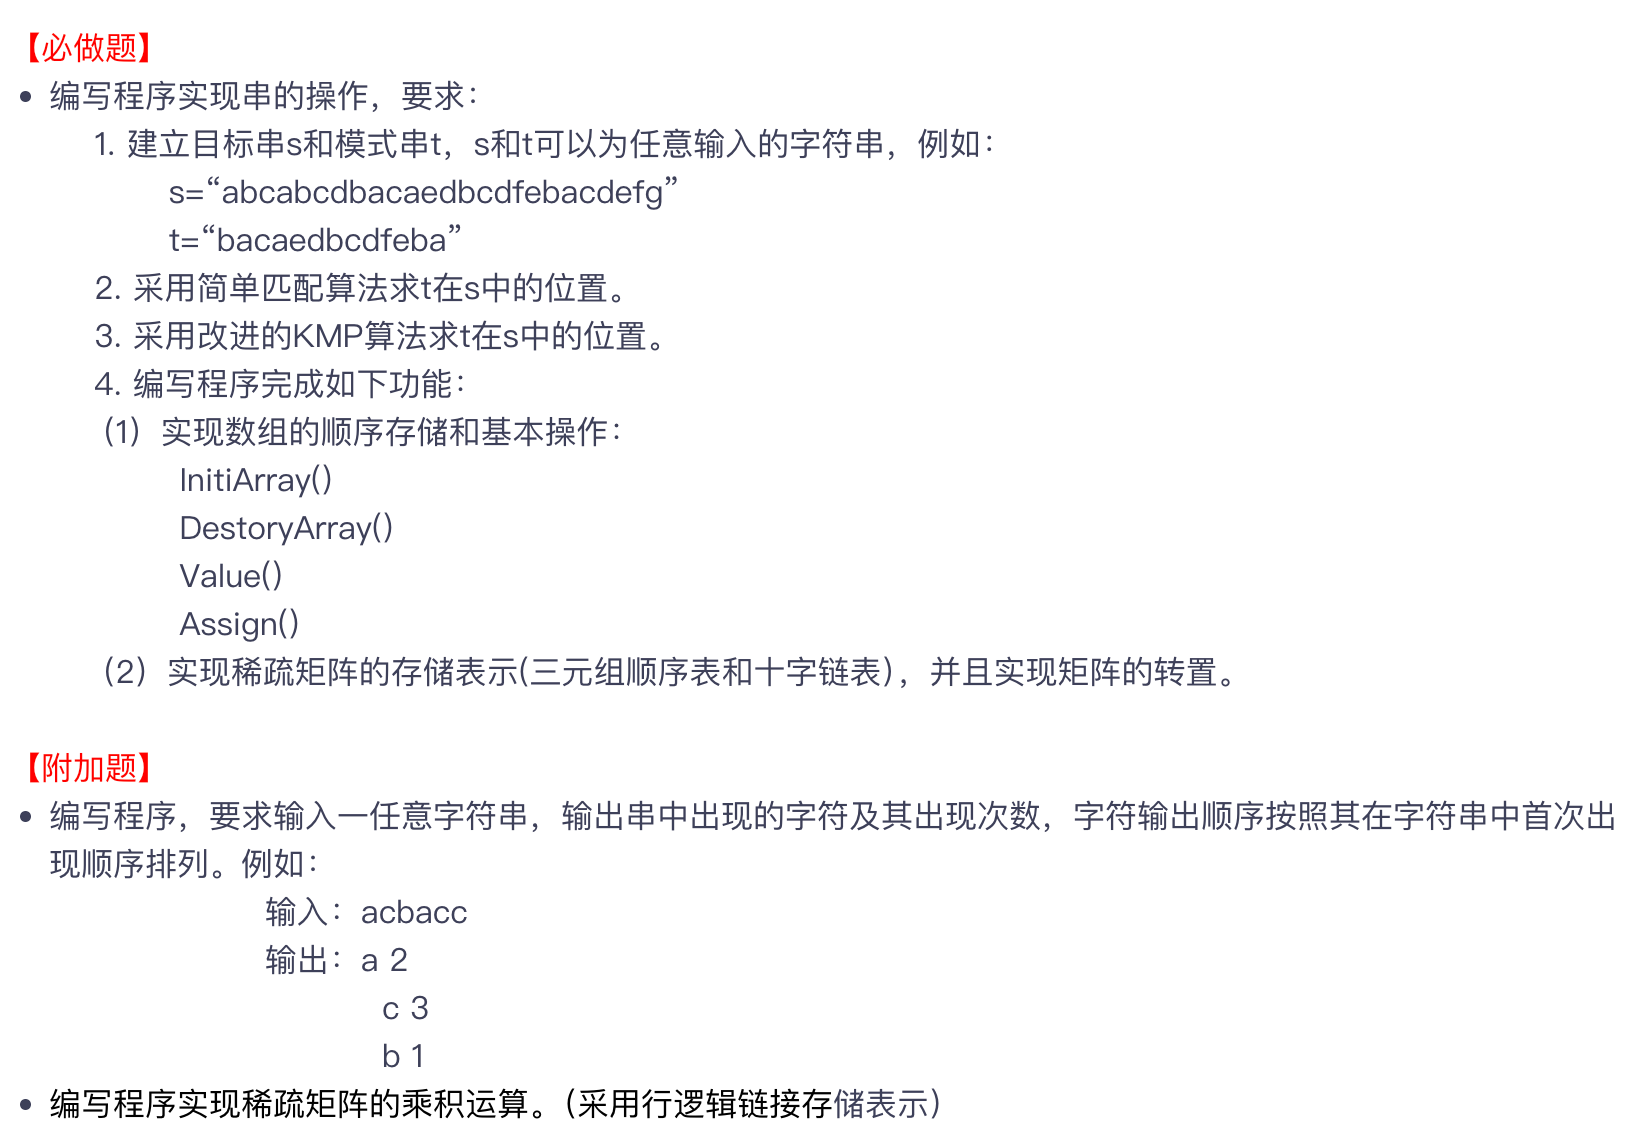 【必做题】
• 编写程序实现串的操作，要求：
1. 建立目标串s和模式串t，s和t可以为任意输入的字符串，例如：
s=“abcabcdbacaedbcdfebacdefg”
t=“bacaedbcdfeba”
2. 采用简单匹配算法求t在s中的位置。
3. 采用改进的KMP算法求t在s中的位置。
4. 编写程序完成如下功能：
（1）实现数组的顺序存储和基本操作：
InitiArray()
DestoryArray()
Value()
Assign()
（2）实现稀疏矩阵的存储表示(三元组顺序表和十字链表)，并且实现矩阵的转置。
【附加题】
• 编写程序，要求输入一任意字符串，输出串中出现的字符及其出现次数，字符输出顺序按照其在字符串中首次出
现顺序排列。例如：
输入：acbacc
输出：a 2
c 3
b 1
• 编写程序实现稀疏矩阵的乘积运算。（采用行逻辑链接存储表示）